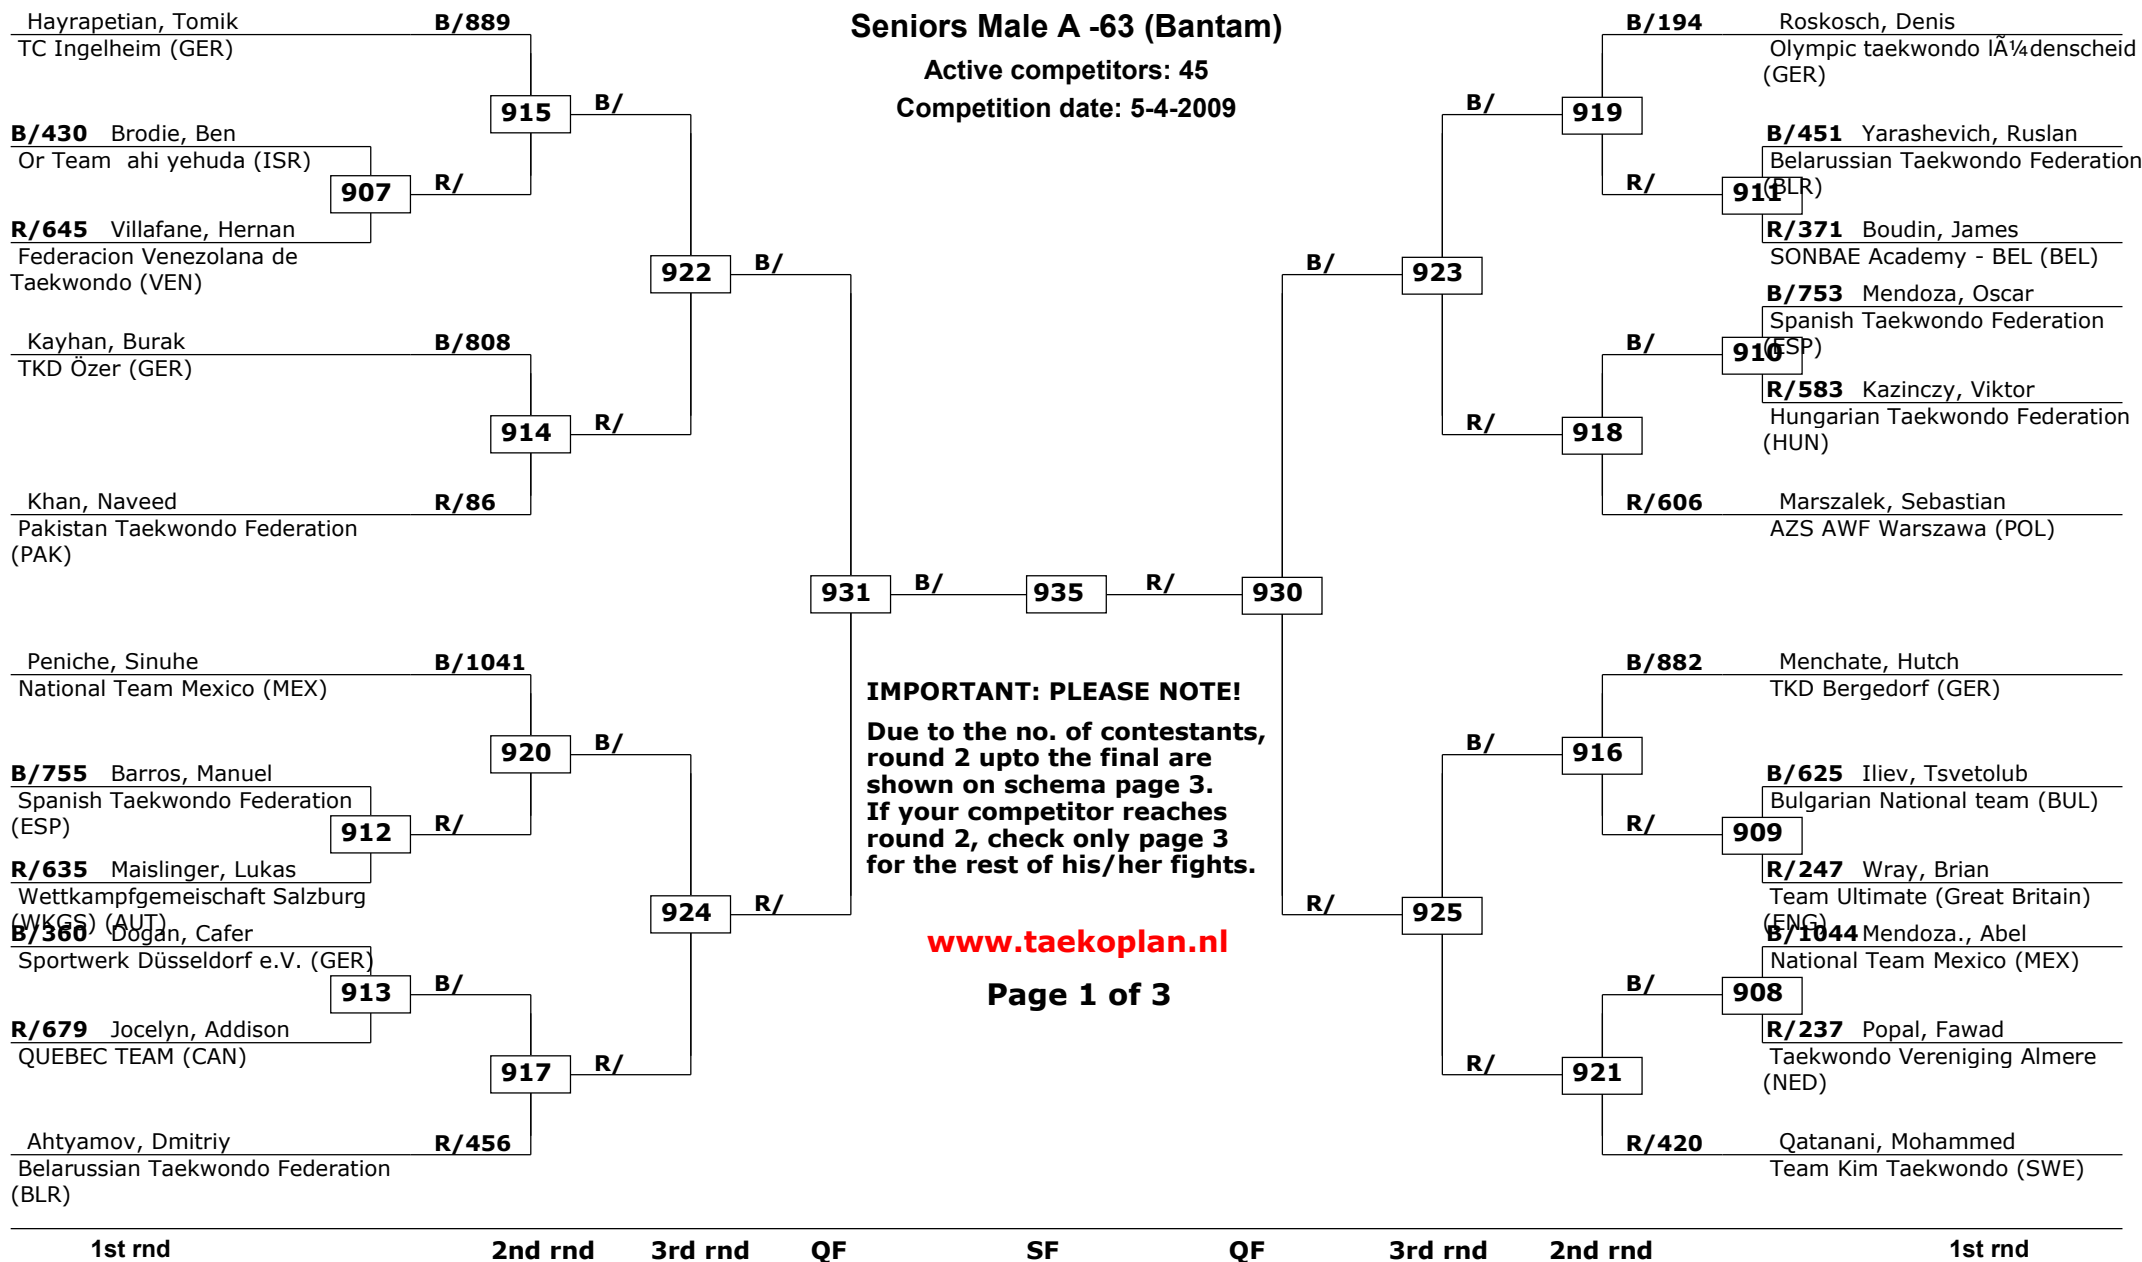 Seniors Male A -63 (Bantam)
Active competitors: 45
Competition date: 5-4-2009
Hayrapetian, Tomik B/889
TC Ingelheim (GER)
915 B/
B/430 Brodie, Ben
Or Team ahi yehuda (ISR)
907 R/
R/645 Villafane, Hernan
Federacion Venezolana de
Taekwondo (VEN)
922 B/
Kayhan, Burak B/808
TKD Özer (GER)
914 R/
Khan, Naveed R/86
Pakistan Taekwondo Federation
(PAK)
931 B/ 935 R/ 930
Peniche, Sinuhe B/1041
National Team Mexico (MEX)
920 B/
B/755 Barros, Manuel
Spanish Taekwondo Federation
(ESP)
912 R/
R/635 Maislinger, Lukas
Wettkampfgemeischaft Salzburg
(WKGS) (AUT)
924 R/
B/360 Dogan, Cafer
Sportwerk Düsseldorf e.V. (GER)
913 B/
R/679 Jocelyn, Addison
QUEBEC TEAM (CAN)
917 R/
Ahtyamov, Dmitriy R/456
Belarussian Taekwondo Federation
(BLR)
IMPORTANT: PLEASE NOTE!
Due to the no. of contestants,
round 2 upto the final are
shown on schema page 3.
If your competitor reaches
round 2, check only page 3
for the rest of his/her fights.
www.taekoplan.nl
Page 1 of 3
B/194 Roskosch, Denis
Olympic taekwondo lÃ¼denscheid
(GER)
B/ 919
B/451 Yarashevich, Ruslan
Belarussian Taekwondo Federation
(BLR)
R/ 911
R/371 Boudin, James
SONBAE Academy - BEL (BEL)
B/ 923
B/753 Mendoza, Oscar
Spanish Taekwondo Federation
(ESP)
B/ 910
R/583 Kazinczy, Viktor
Hungarian Taekwondo Federation
(HUN)
R/ 918
R/606 Marszalek, Sebastian
AZS AWF Warszawa (POL)
B/882 Menchate, Hutch
TKD Bergedorf (GER)
B/ 916
B/625 Iliev, Tsvetolub
Bulgarian National team (BUL)
R/ 909
R/247 Wray, Brian
Team Ultimate (Great Britain)
(ENG)
R/ 925
B/1044 Mendoza., Abel
National Team Mexico (MEX)
B/ 908
R/237 Popal, Fawad
Taekwondo Vereniging Almere
(NED)
R/ 921
R/420 Qatanani, Mohammed
Team Kim Taekwondo (SWE)
1st rnd 2nd rnd 3rd rnd QF SF QF 3rd rnd 2nd rnd 1st rnd